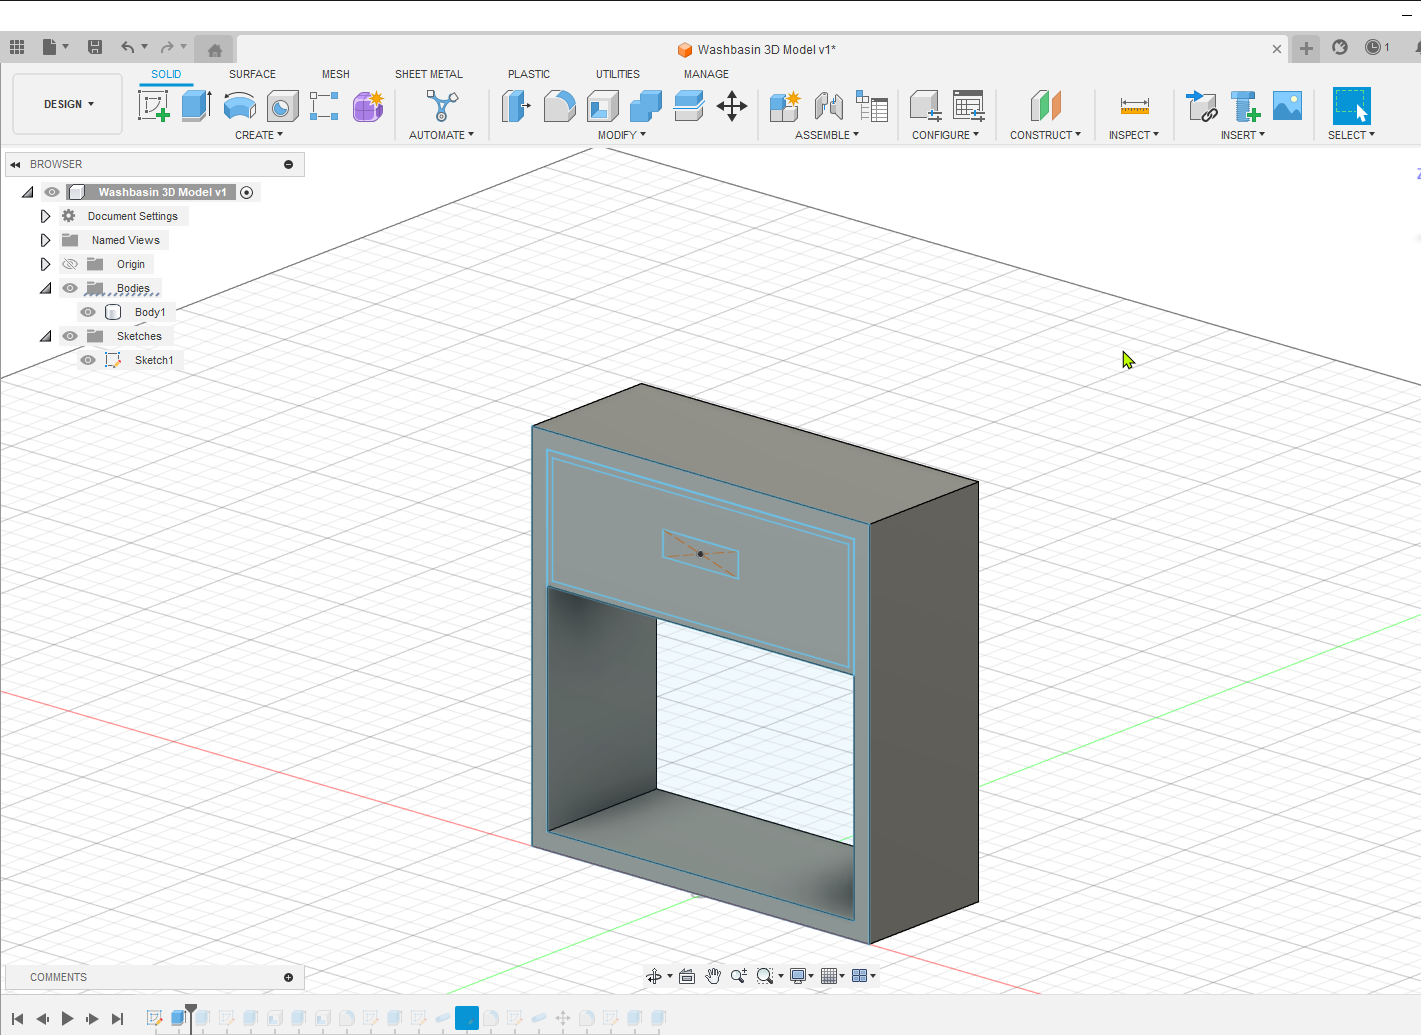 Washbasin 3D Model v1*
1
SOLID SURFACE MESH SHEET METAL PLASTIC UTILITIES MANAGE
DESIGN
CREATE AUTOMATE MODIFY ASSEMBLE CONFIGURE CONSTRUCT INSPECT INSERT SELECT
BROWSER
Washbasin 3D Model v1
Document Settings
Named Views
Origin
Bodies
Body1
Sketches
Sketch1
COMMENTS